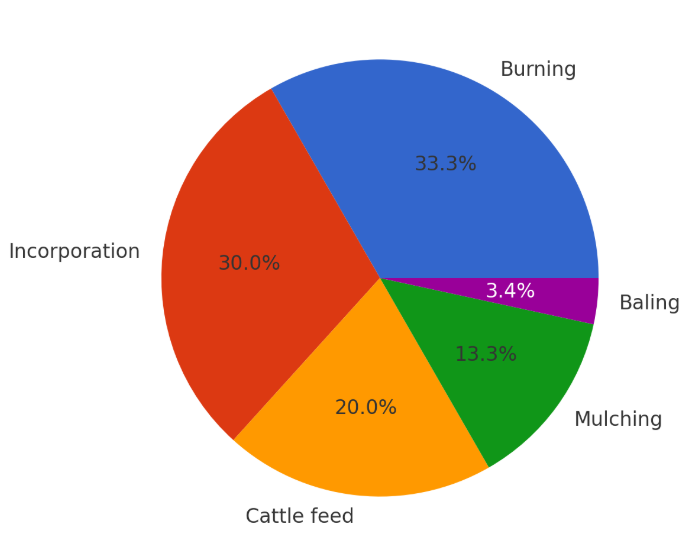 Burning
33.3%
Incorporation
30.0%
3.4%
Baling
13.3%
20.0%
Mulching
Cattle feed